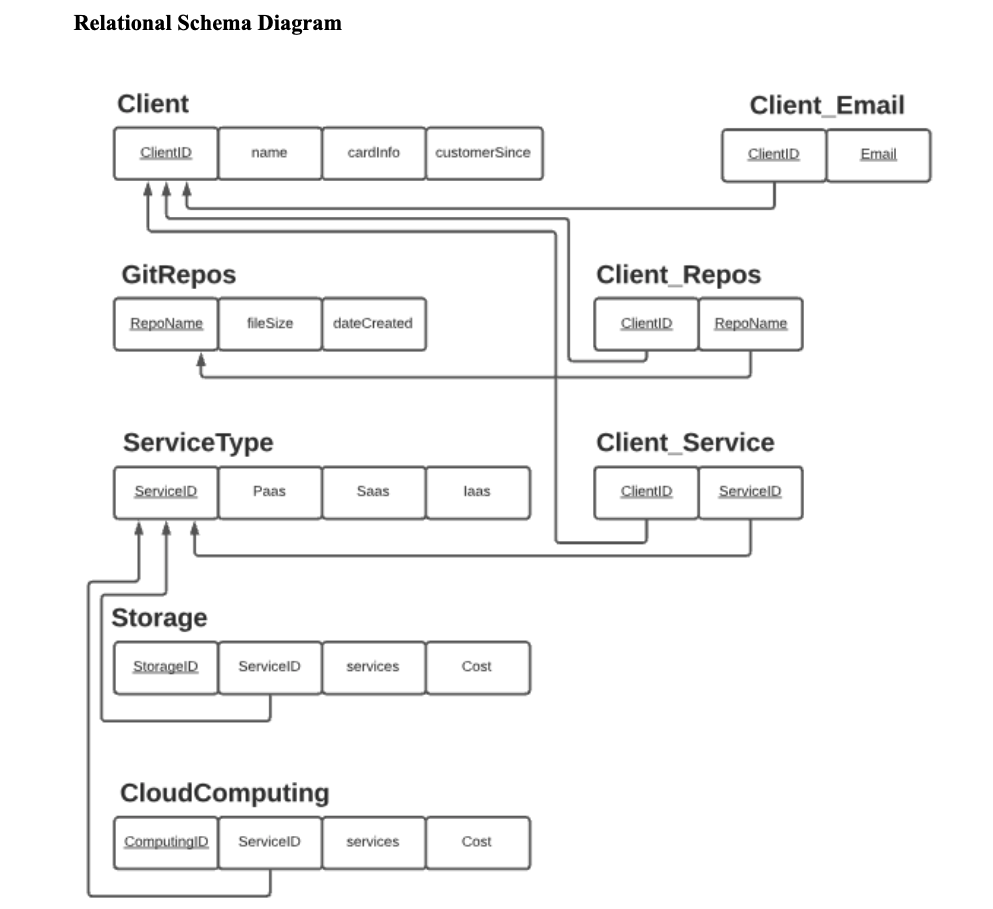 Relational Schema Diagram
Client
ClientID name cardInfo customerSince
Client_Email
ClientID Email
GitRepos
RepoName fileSize dateCreated
Client_Repos
ClientID RepoName
ServiceType
ServiceID Paas Saas Iaas
Client_Service
ClientID ServiceID
Storage
StorageID ServiceID services Cost
CloudComputing
ComputingID ServiceID services Cost